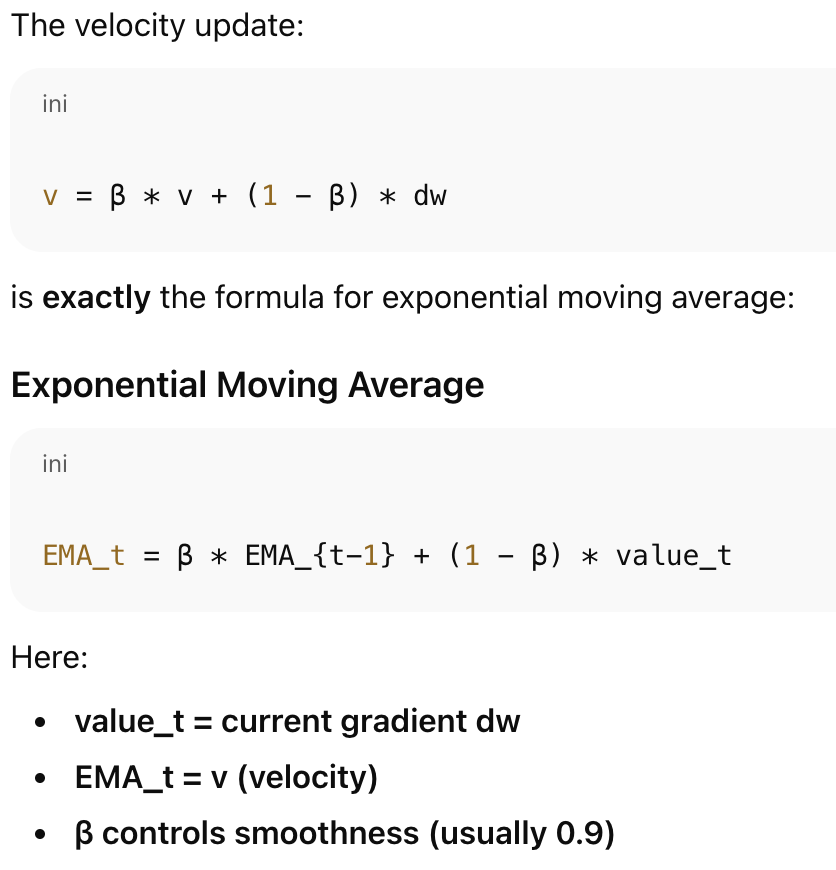 The velocity update:
ini
v = β * v + (1 − β) * dw
is exactly the formula for exponential moving average:
Exponential Moving Average
ini
EMA_t = β * EMA_{t−1} + (1 − β) * value_t
Here:
• value_t = current gradient dw
• EMA_t = v (velocity)
• β controls smoothness (usually 0.9)